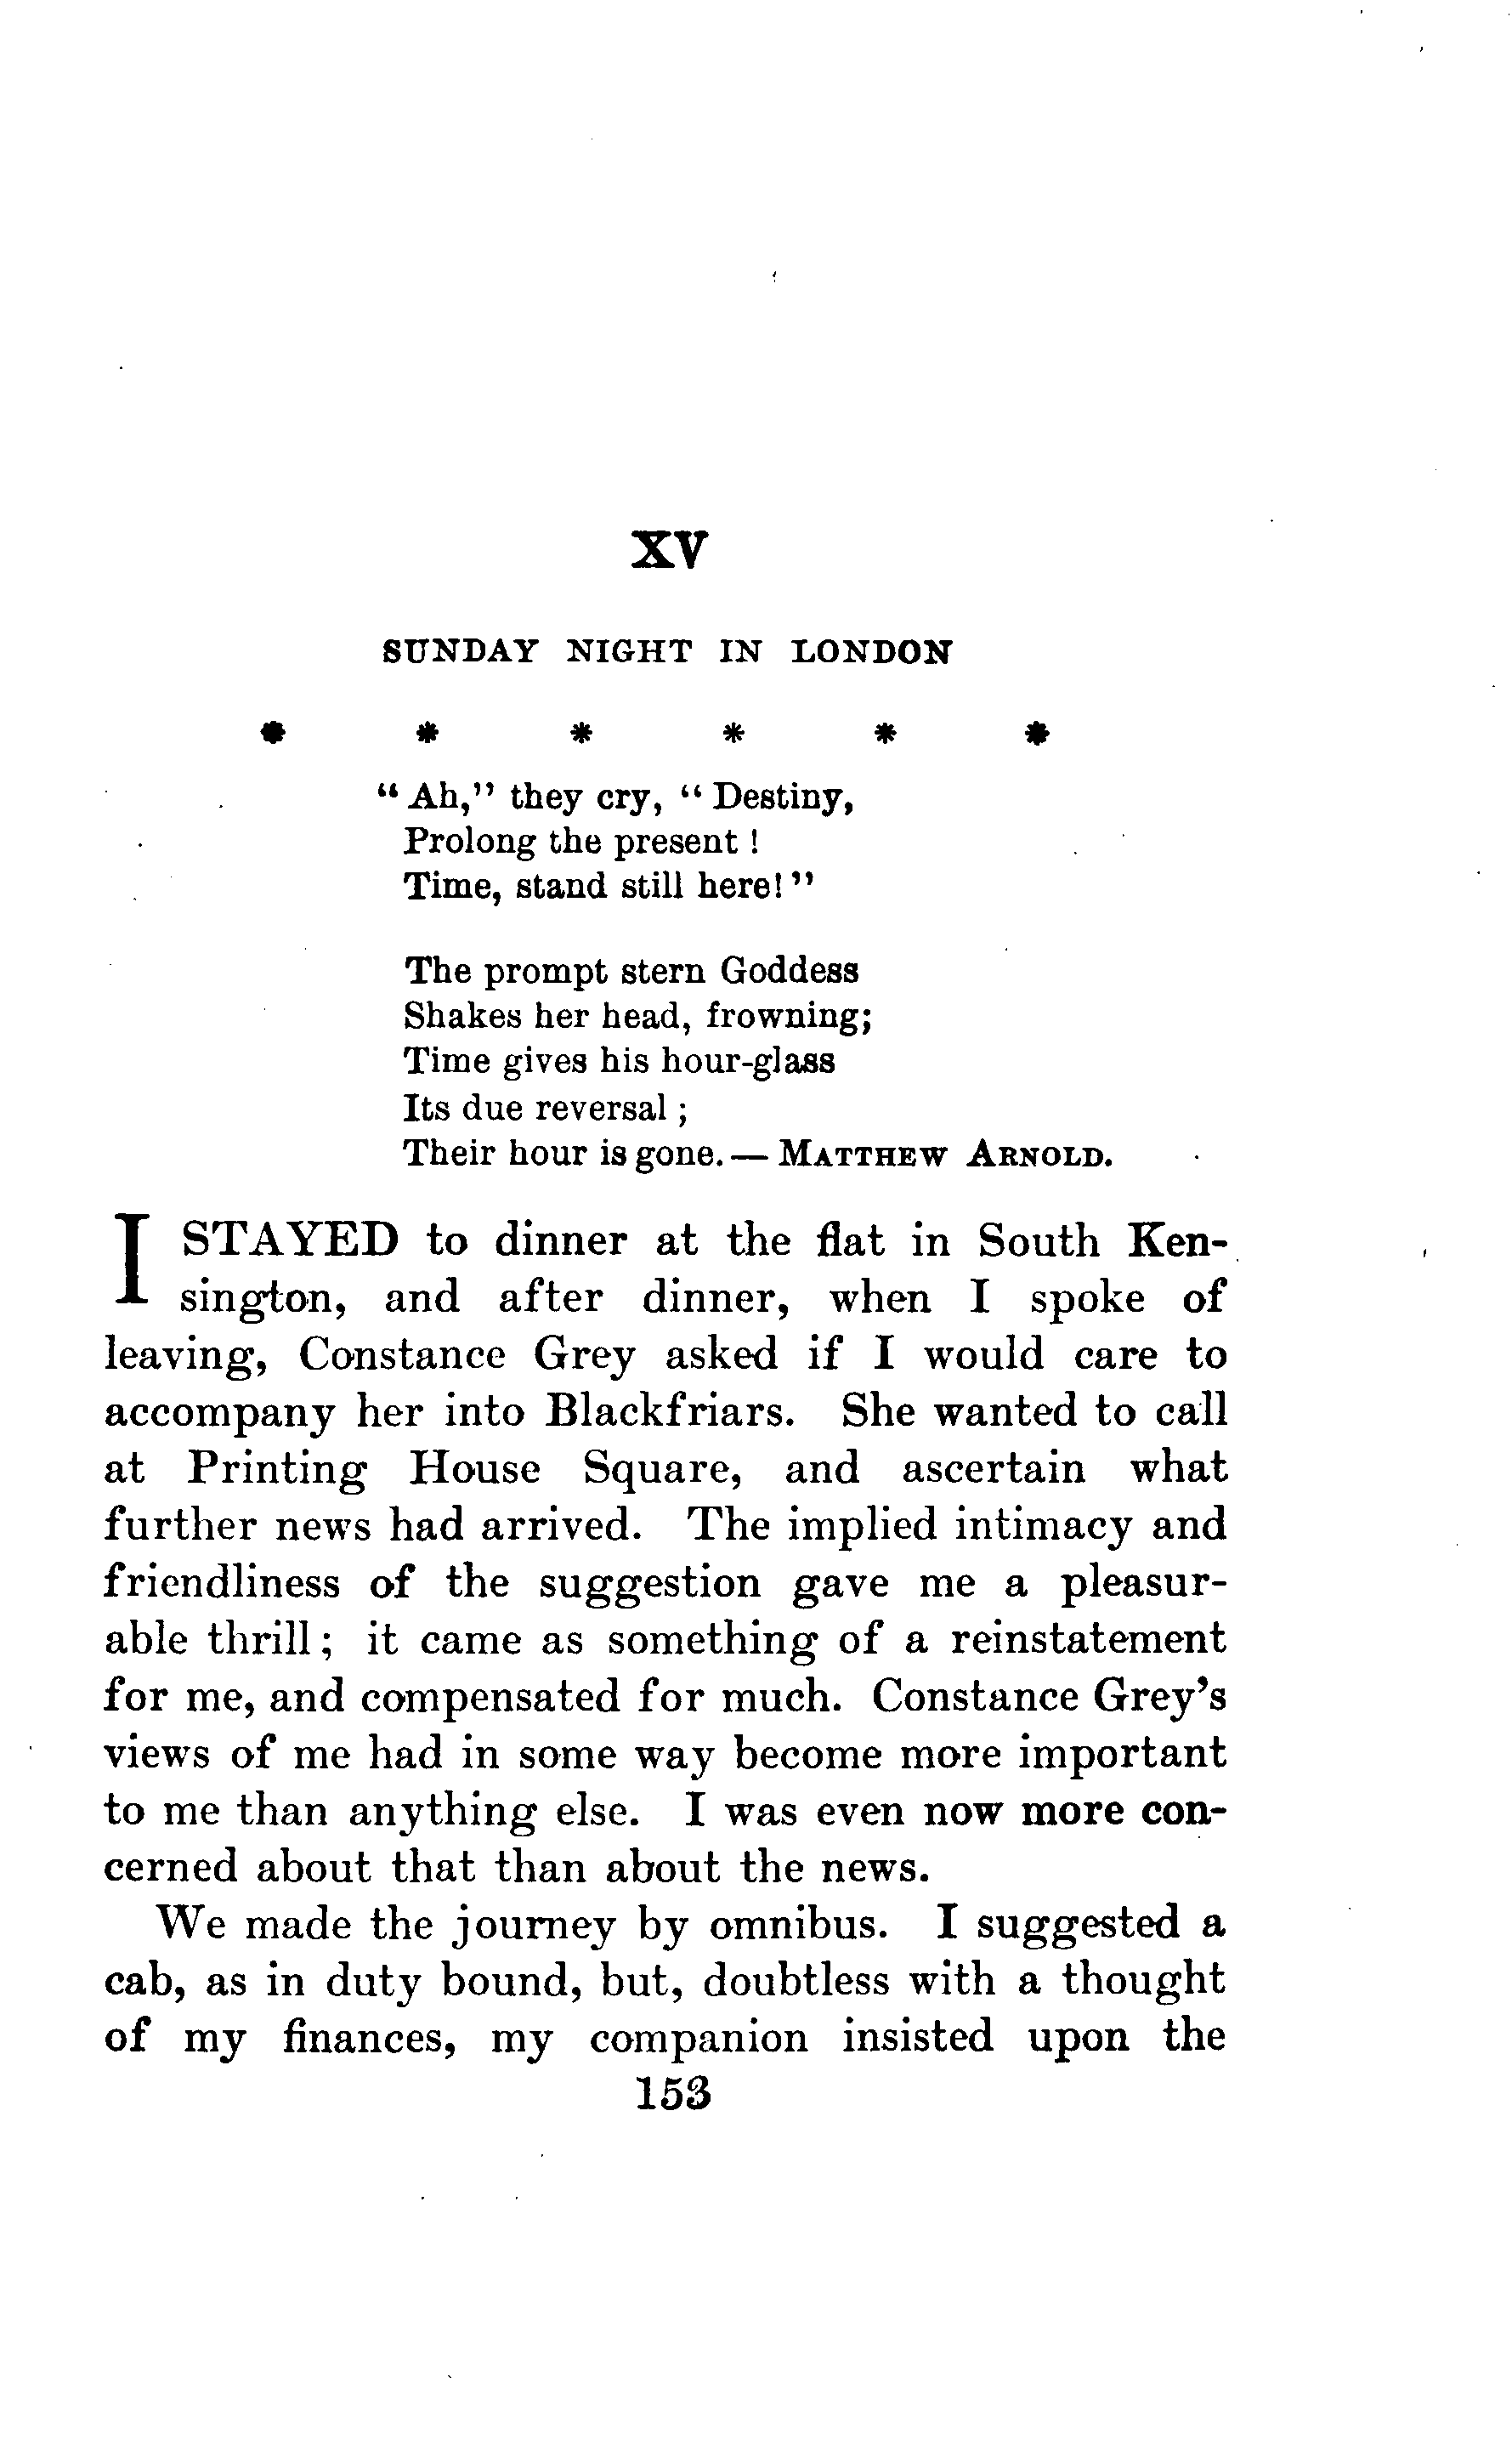 XV
SUNDAY NIGHT IN LONDON
* * * * * *
"Ah," they cry, "Destiny,
Prolong the present!
Time, stand still here!"
The prompt stern Goddess
Shakes her head, frowning;
Time gives his hour-glass
Its due reversal;
Their hour is gone.—MATTHEW ARNOLD.
I STAYED to dinner at the flat in South Ken-
sington, and after dinner, when I spoke of
leaving, Constance Grey asked if I would care to
accompany her into Blackfriars. She wanted to call
at Printing House Square, and ascertain what
further news had arrived. The implied intimacy and
friendliness of the suggestion gave me a pleasur-
able thrill; it came as something of a reinstatement
for me, and compensated for much. Constance Grey's
views of me had in some way become more important
to me than anything else. I was even now more con-
cerned about that than about the news.
We made the journey by omnibus. I suggested a
cab, as in duty bound, but, doubtless with a thought
of my finances, my companion insisted upon the
153